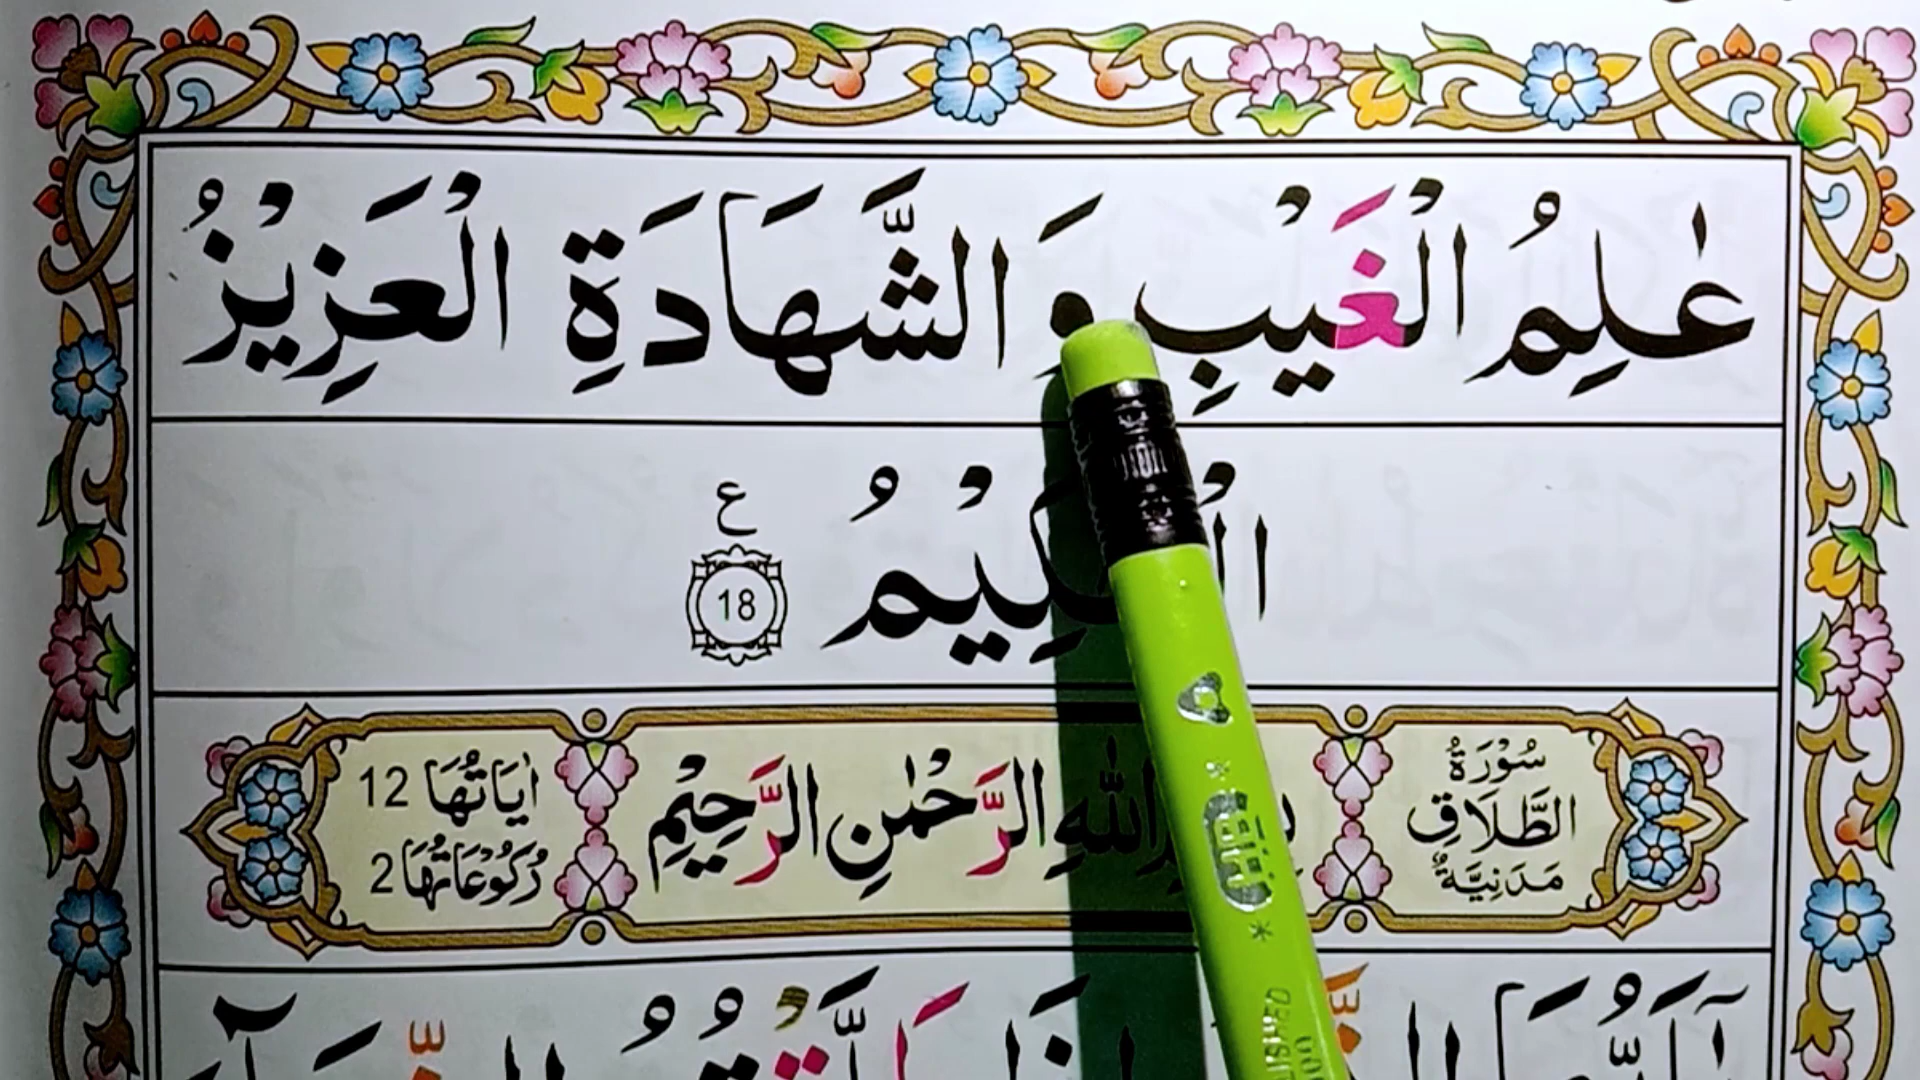 عٰلِمُ الْغَيْبِ وَ الشَّهَادَةِ الْعَزِيْزُ
الْحَكِيْمُ 18 ع
سُوْرَةُ الطَّلَاقِ مَدَنِيَّةٌ
بِسْمِ اللّٰهِ الرَّحْمٰنِ الرَّحِيْمِ
اٰيَاتُهَا 12
رُكُوْعَاتُهَا 2